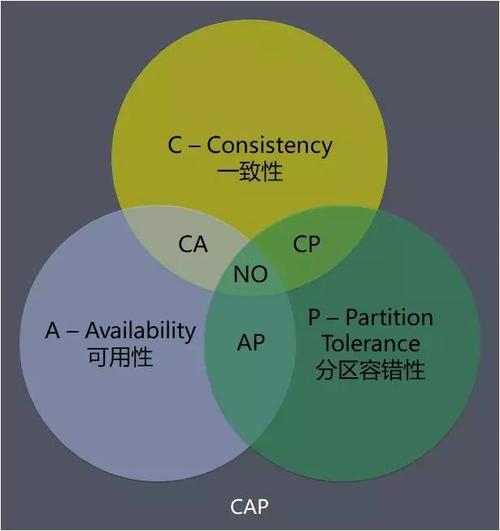 C – Consistency
一致性
CA
CP
NO
A – Availability
可用性
AP
P – Partition
Tolerance
分区容错性
CAP